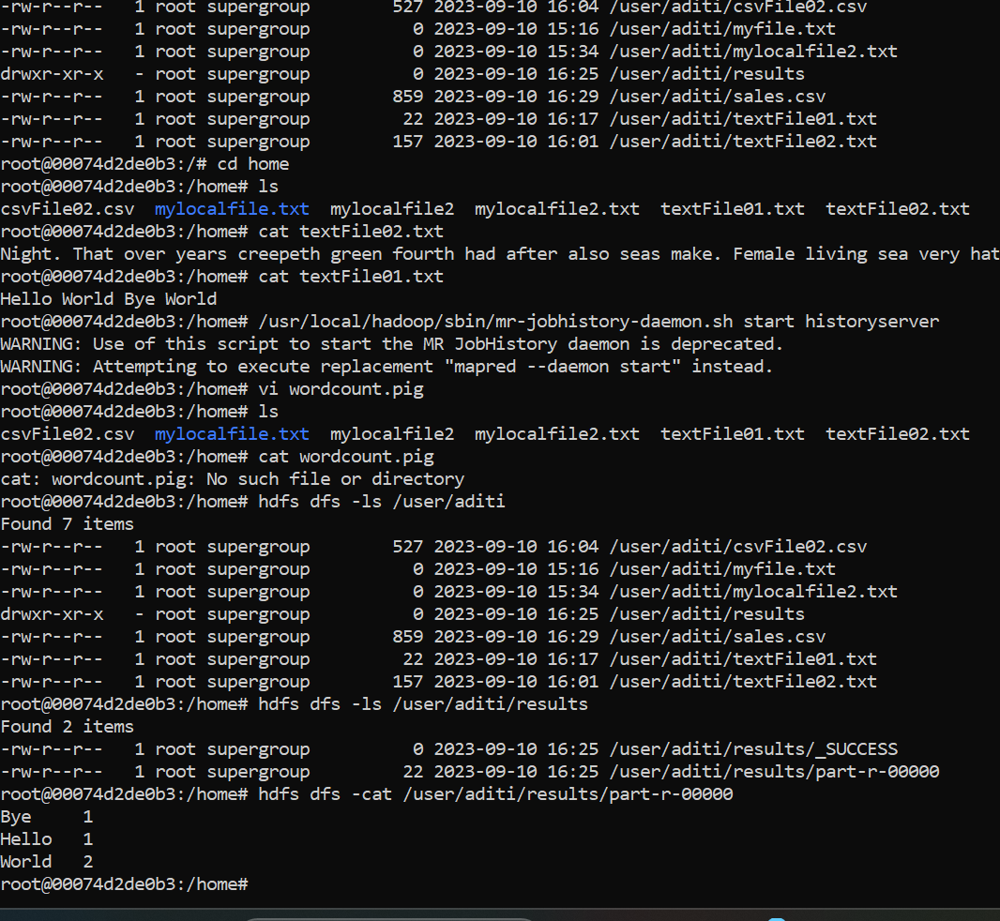 -rw-r--r--   1 root supergroup        527 2023-09-10 16:04 /user/aditi/csvFile02.csv
-rw-r--r--   1 root supergroup          0 2023-09-10 15:16 /user/aditi/myfile.txt
-rw-r--r--   1 root supergroup          0 2023-09-10 15:34 /user/aditi/mylocalfile2.txt
drwxr-xr-x   - root supergroup          0 2023-09-10 16:25 /user/aditi/results
-rw-r--r--   1 root supergroup        859 2023-09-10 16:29 /user/aditi/sales.csv
-rw-r--r--   1 root supergroup         22 2023-09-10 16:17 /user/aditi/textFile01.txt
-rw-r--r--   1 root supergroup        157 2023-09-10 16:01 /user/aditi/textFile02.txt
root@00074d2de0b3:/# cd home
root@00074d2de0b3:/home# ls
csvFile02.csv  mylocalfile.txt  mylocalfile2  mylocalfile2.txt  textFile01.txt  textFile02.txt
root@00074d2de0b3:/home# cat textFile02.txt
Night. That over years creepeth green fourth had after also seas make. Female living sea very hat
root@00074d2de0b3:/home# cat textFile01.txt
Hello World Bye World
root@00074d2de0b3:/home# /usr/local/hadoop/sbin/mr-jobhistory-daemon.sh start historyserver
WARNING: Use of this script to start the MR JobHistory daemon is deprecated.
WARNING: Attempting to execute replacement "mapred --daemon start" instead.
root@00074d2de0b3:/home# vi wordcount.pig
root@00074d2de0b3:/home# ls
csvFile02.csv  mylocalfile.txt  mylocalfile2  mylocalfile2.txt  textFile01.txt  textFile02.txt
root@00074d2de0b3:/home# cat wordcount.pig
cat: wordcount.pig: No such file or directory
root@00074d2de0b3:/home# hdfs dfs -ls /user/aditi
Found 7 items
-rw-r--r--   1 root supergroup        527 2023-09-10 16:04 /user/aditi/csvFile02.csv
-rw-r--r--   1 root supergroup          0 2023-09-10 15:16 /user/aditi/myfile.txt
-rw-r--r--   1 root supergroup          0 2023-09-10 15:34 /user/aditi/mylocalfile2.txt
drwxr-xr-x   - root supergroup          0 2023-09-10 16:25 /user/aditi/results
-rw-r--r--   1 root supergroup        859 2023-09-10 16:29 /user/aditi/sales.csv
-rw-r--r--   1 root supergroup         22 2023-09-10 16:17 /user/aditi/textFile01.txt
-rw-r--r--   1 root supergroup        157 2023-09-10 16:01 /user/aditi/textFile02.txt
root@00074d2de0b3:/home# hdfs dfs -ls /user/aditi/results
Found 2 items
-rw-r--r--   1 root supergroup          0 2023-09-10 16:25 /user/aditi/results/_SUCCESS
-rw-r--r--   1 root supergroup         22 2023-09-10 16:25 /user/aditi/results/part-r-00000
root@00074d2de0b3:/home# hdfs dfs -cat /user/aditi/results/part-r-00000
Bye     1
Hello   1
World   2
root@00074d2de0b3:/home#